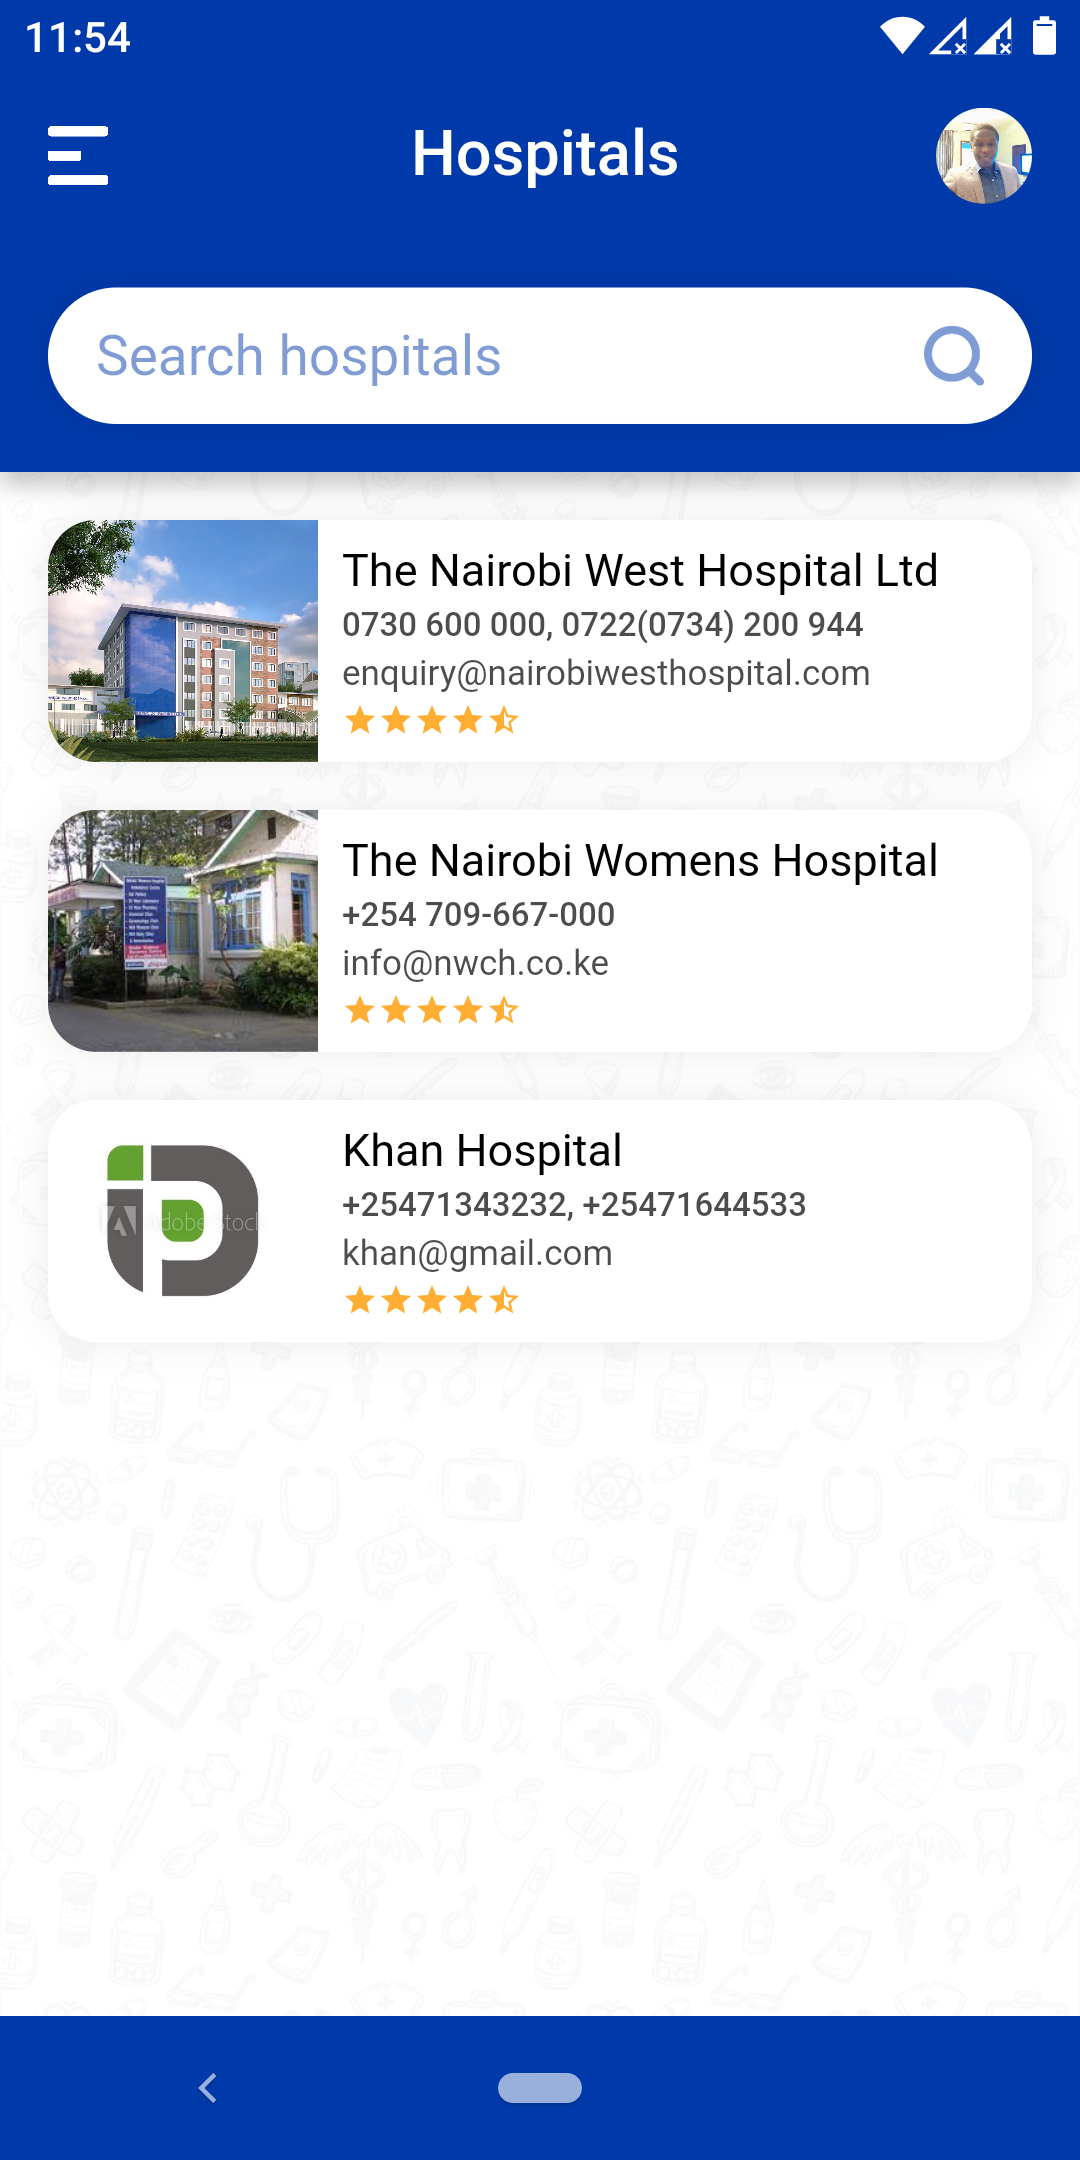 11:54
Hospitals
Search hospitals
The Nairobi West Hospital Ltd
0730 600 000, 0722(0734) 200 944
enquiry@nairobiwesthospital.com
The Nairobi Womens Hospital
+254 709-667-000
info@nwch.co.ke
Khan Hospital
+25471343232, +25471644533
khan@gmail.com